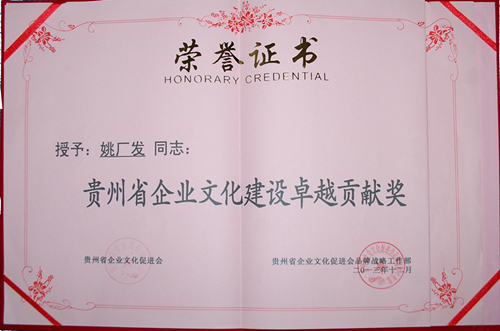 荣誉证书
HONORARY CREDENTIAL
授予：姚厂发 同志：
贵州省企业文化建设卓越贡献奖
贵州省企业文化促进会
贵州省企业文化促进会品牌战略工作部
二〇一三年十二月